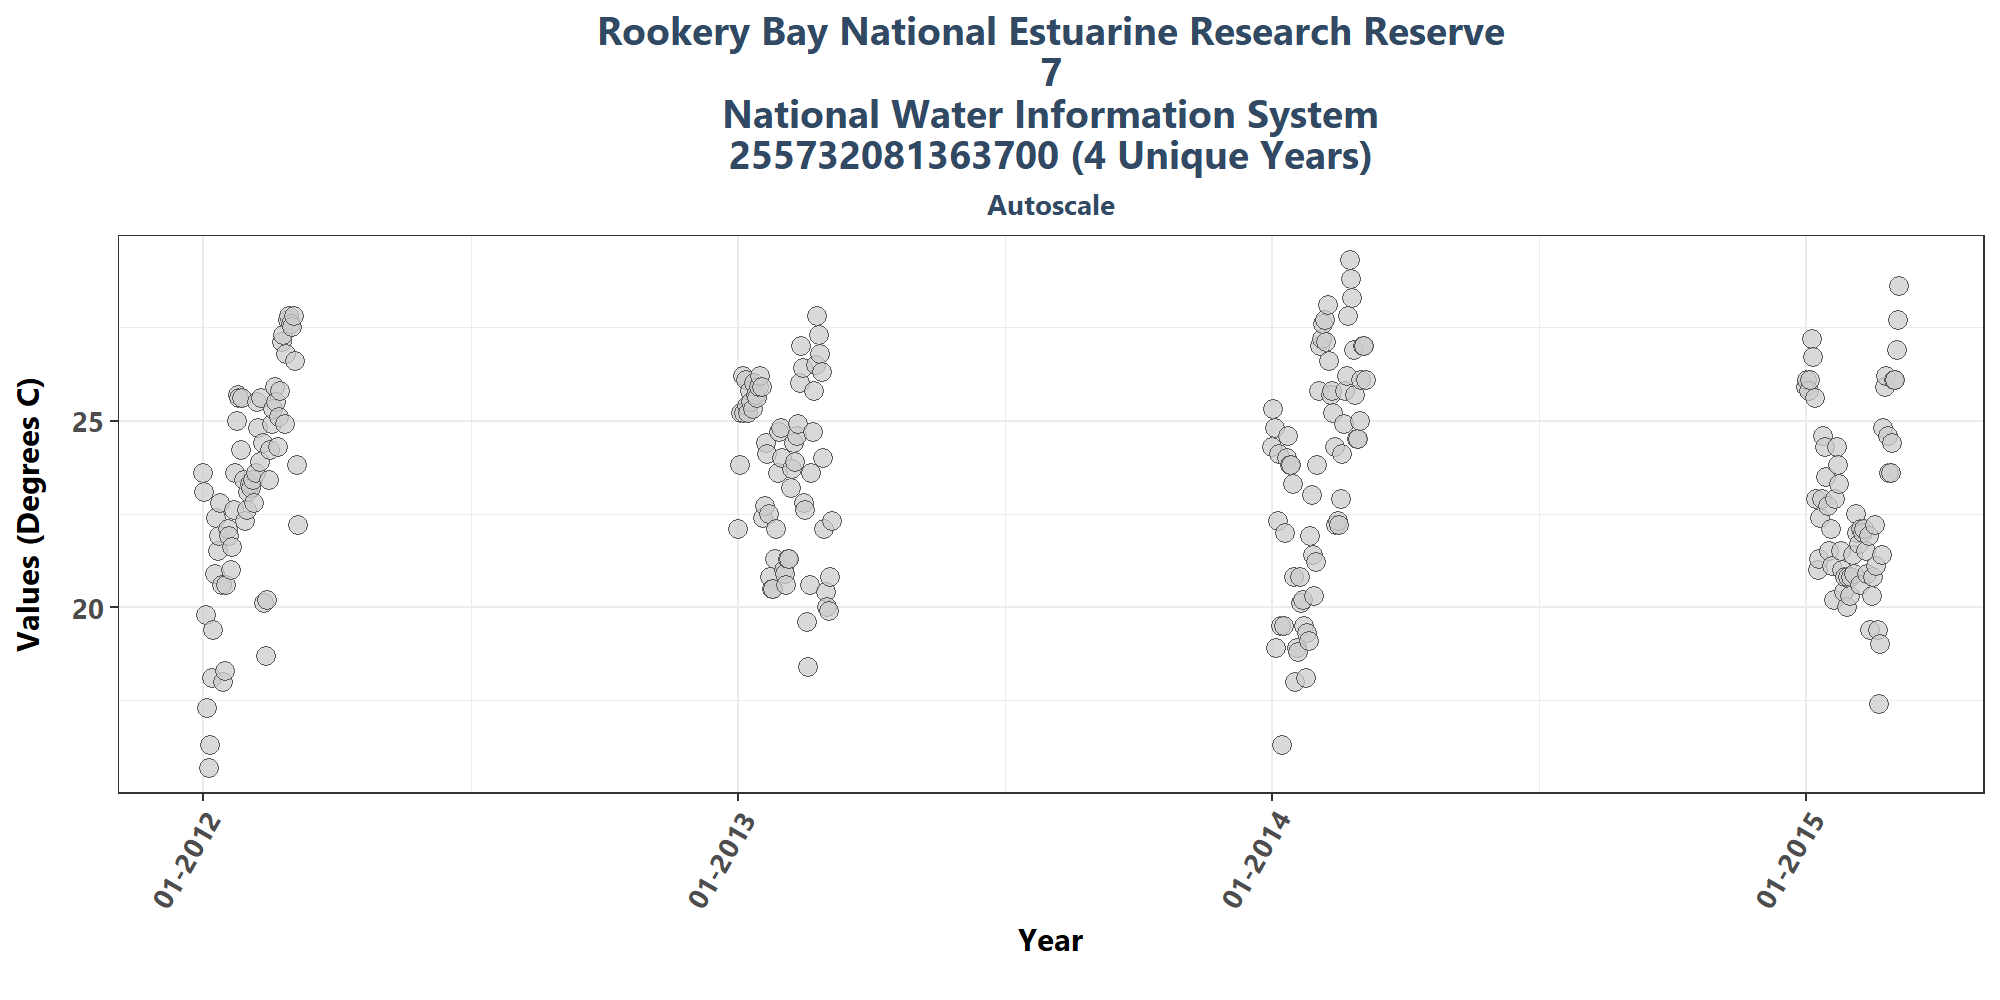 Rookery Bay National Estuarine Research Reserve
7
National Water Information System
255732081363700 (4 Unique Years)
Autoscale
Values (Degrees C)
25
20
01-2012
01-2013
01-2014
01-2015
Year